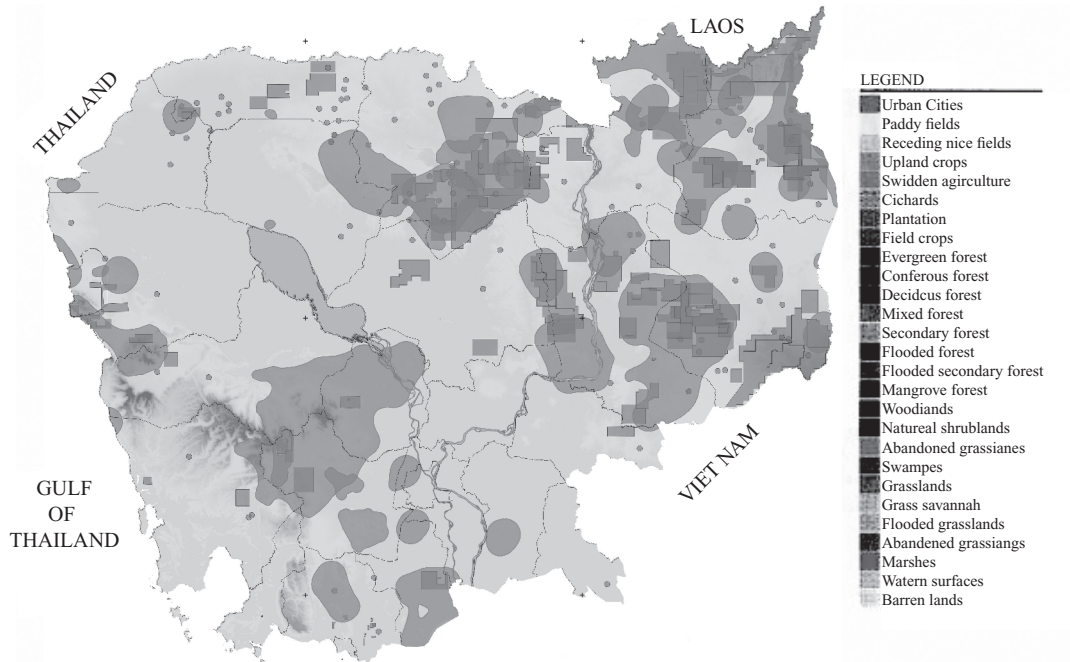 LAOS
THAILAND
GULF
OF
THAILAND
VIET NAM
LEGEND
Urban Cities
Paddy fields
Receding nice fields
Upland crops
Swidden agirculture
Cichards
Plantation
Field crops
Evergreen forest
Conferous forest
Decidcus forest
Mixed forest
Secondary forest
Flooded forest
Flooded secondary forest
Mangrove forest
Woodiands
Natureal shrublands
Abandoned grassianes
Swampes
Grasslands
Grass savannah
Flooded grasslands
Abandened grassiangs
Marshes
Watern surfaces
Barren lands